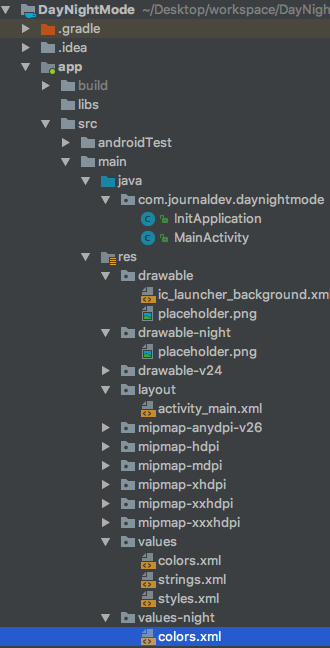 DayNightMode ~/Desktop/workspace/DayNigh
.gradle
.idea
app
build
libs
src
androidTest
main
java
com.journaldev.daynightmode
InitApplication
MainActivity
res
drawable
ic_launcher_background.xm
placeholder.png
drawable-night
placeholder.png
drawable-v24
layout
activity_main.xml
mipmap-anydpi-v26
mipmap-hdpi
mipmap-mdpi
mipmap-xhdpi
mipmap-xxhdpi
mipmap-xxxhdpi
values
colors.xml
strings.xml
styles.xml
values-night
colors.xml